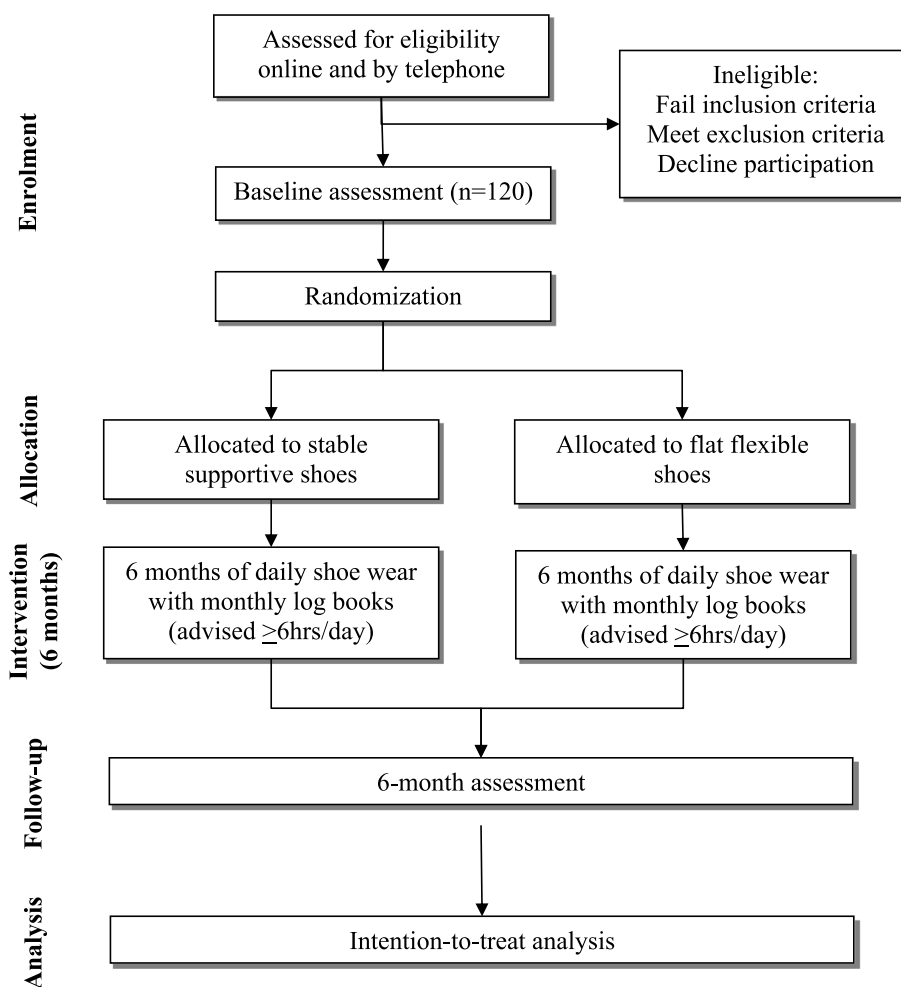 Enrolment
Assessed for eligibility
online and by telephone
Ineligible:
Fail inclusion criteria
Meet exclusion criteria
Decline participation
Baseline assessment (n=120)
Randomization
Allocation
Allocated to stable
supportive shoes
Allocated to flat flexible
shoes
Intervention
(6 months)
6 months of daily shoe wear
with monthly log books
(advised ≥6hrs/day)
6 months of daily shoe wear
with monthly log books
(advised ≥6hrs/day)
Follow-up
6-month assessment
Analysis
Intention-to-treat analysis